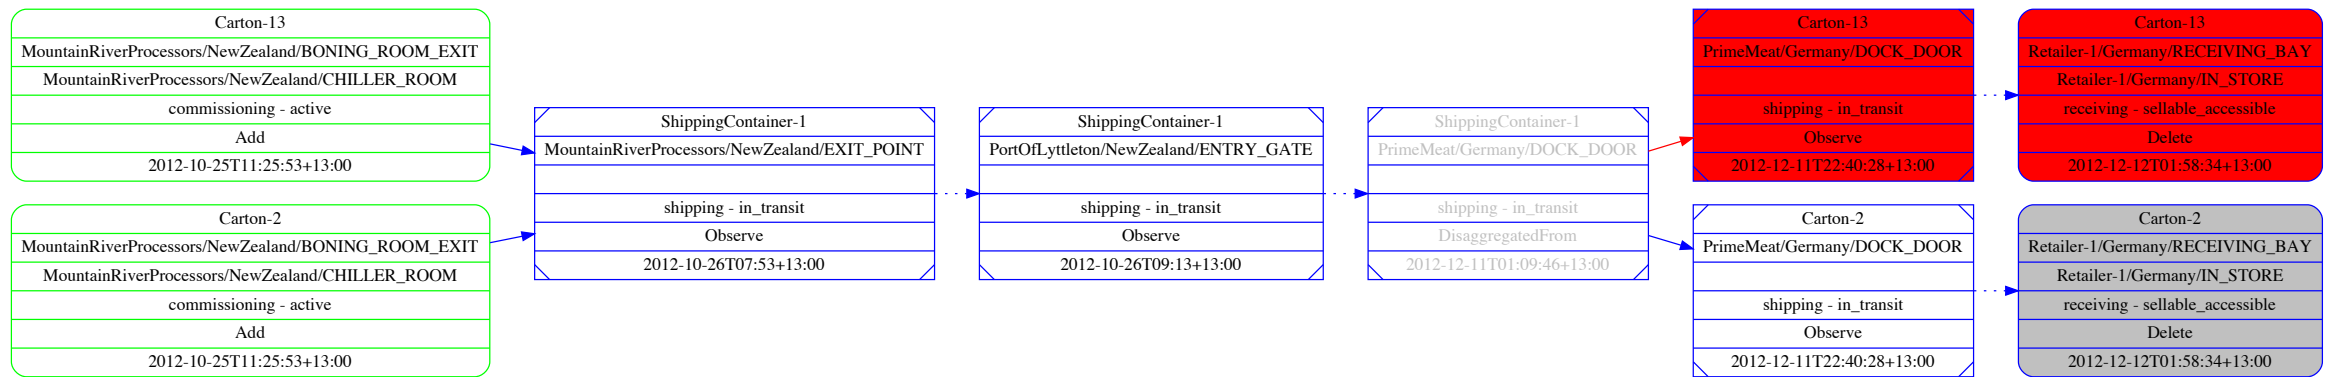 Carton-13
MountainRiverProcessors/NewZealand/BONING_ROOM_EXIT
MountainRiverProcessors/NewZealand/CHILLER_ROOM
commissioning - active
Add
2012-10-25T11:25:53+13:00
Carton-2
MountainRiverProcessors/NewZealand/BONING_ROOM_EXIT
MountainRiverProcessors/NewZealand/CHILLER_ROOM
commissioning - active
Add
2012-10-25T11:25:53+13:00
ShippingContainer-1
MountainRiverProcessors/NewZealand/EXIT_POINT
shipping - in_transit
Observe
2012-10-26T07:53+13:00
ShippingContainer-1
PortOfLyttleton/NewZealand/ENTRY_GATE
shipping - in_transit
Observe
2012-10-26T09:13+13:00
ShippingContainer-1
PrimeMeat/Germany/DOCK_DOOR
shipping - in_transit
DisaggregatedFrom
2012-12-11T01:09:46+13:00
Carton-13
PrimeMeat/Germany/DOCK_DOOR
shipping - in_transit
Observe
2012-12-11T22:40:28+13:00
Carton-2
PrimeMeat/Germany/DOCK_DOOR
shipping - in_transit
Observe
2012-12-11T22:40:28+13:00
Carton-13
Retailer-1/Germany/RECEIVING_BAY
Retailer-1/Germany/IN_STORE
receiving - sellable_accessible
Delete
2012-12-12T01:58:34+13:00
Carton-2
Retailer-1/Germany/RECEIVING_BAY
Retailer-1/Germany/IN_STORE
receiving - sellable_accessible
Delete
2012-12-12T01:58:34+13:00